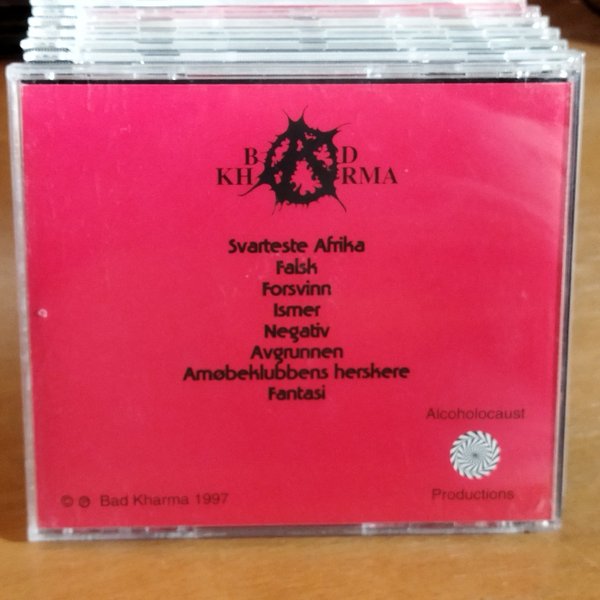 BAD
KHARMA
Svarteste Afrika
Falsk
Forsvinn
Ismer
Negativ
Avgrunnen
Amøbeklubbens herskere
Fantasi
Alcoholocaust
Productions
© ℗ Bad Kharma 1997